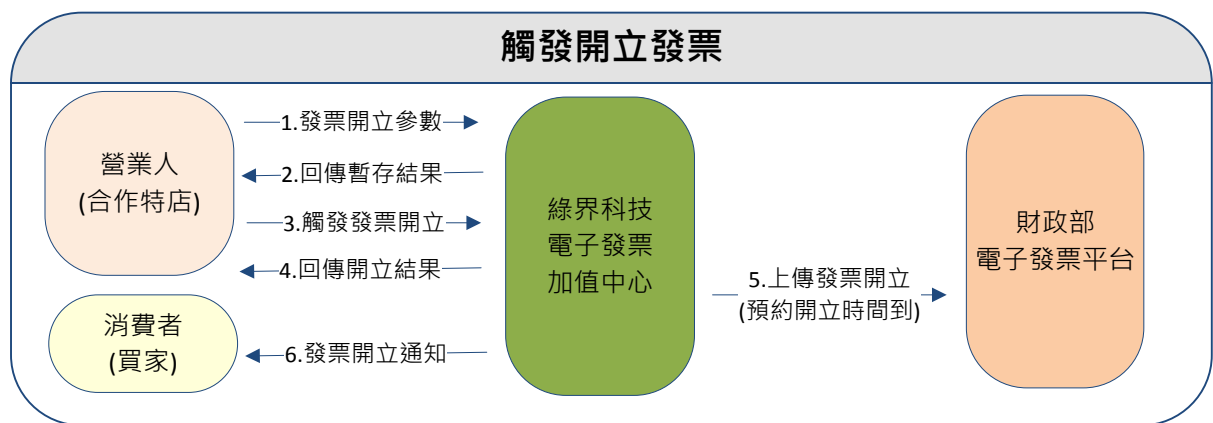 觸發開立發票
1.發票開立參數
營業人
(合作特店)
2.回傳暫存結果
3.觸發發票開立
4.回傳開立結果
消費者
(買家)
6.發票開立通知
綠界科技
電子發票
加值中心
5.上傳發票開立
(預約開立時間到)
財政部
電子發票平台